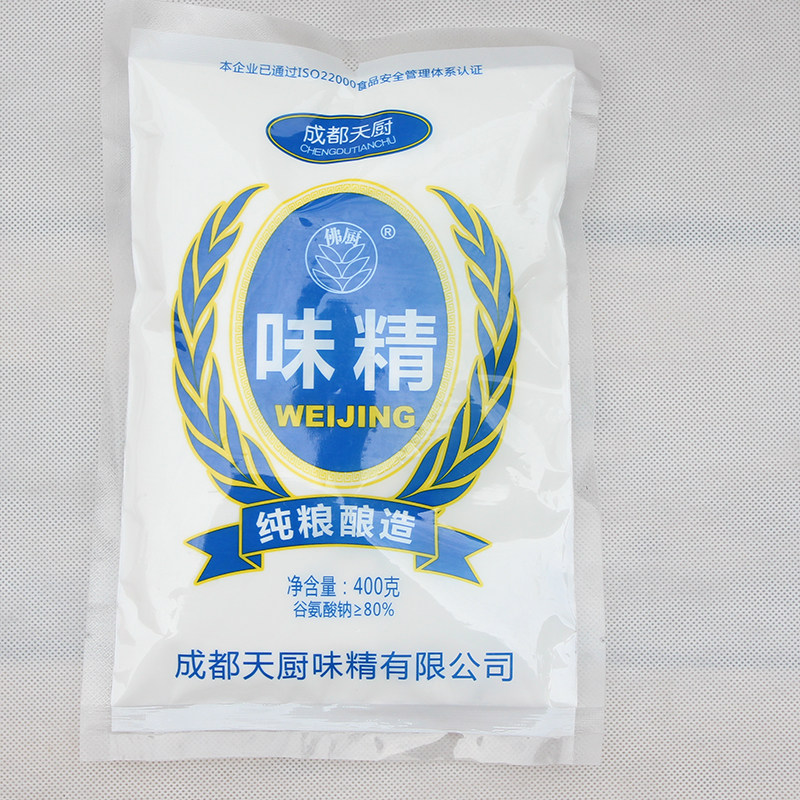 本企业已通过ISO22000食品安全管理体系认证
成都天厨
CHENGDUTIANCHU
佛厨 ®
味精
WEIJING
纯粮酿造
净含量：400克
谷氨酸钠≥80%
成都天厨味精有限公司